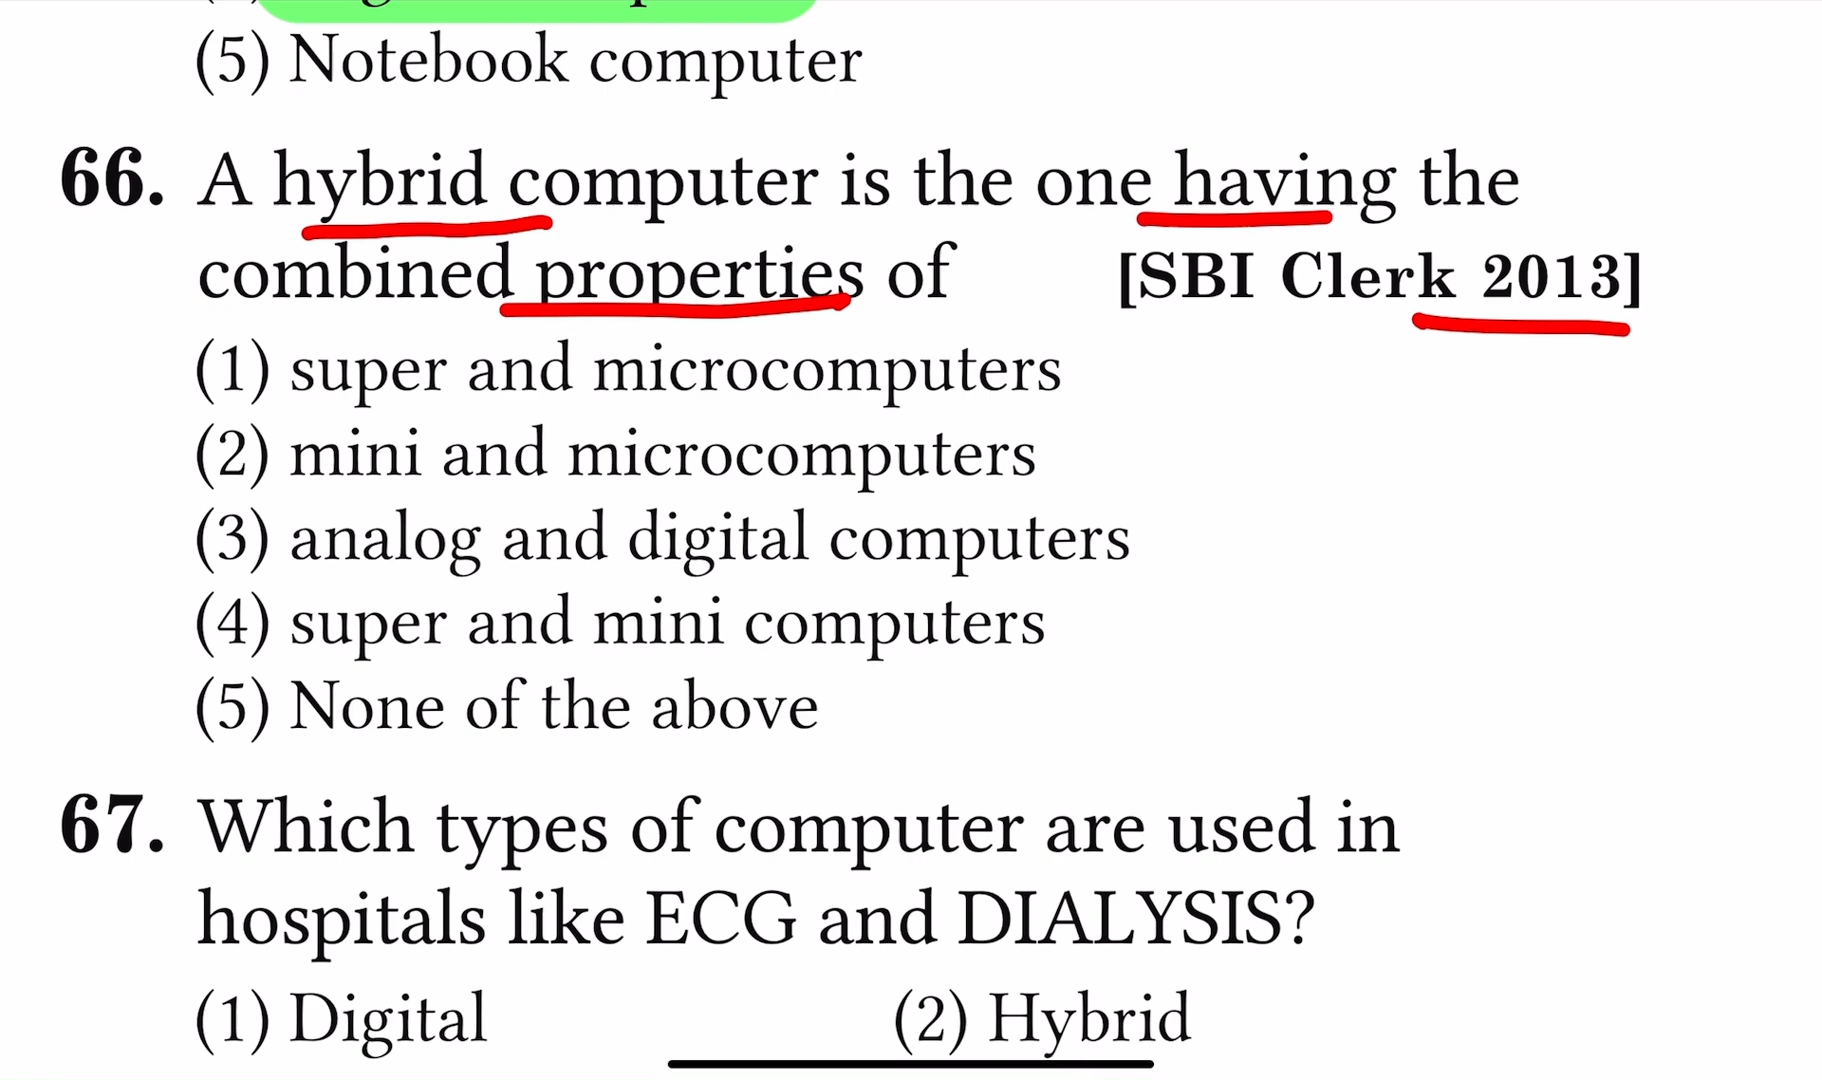 (5) Notebook computer
66. A hybrid computer is the one having the
combined properties of [SBI Clerk 2013]
(1) super and microcomputers
(2) mini and microcomputers
(3) analog and digital computers
(4) super and mini computers
(5) None of the above
67. Which types of computer are used in
hospitals like ECG and DIALYSIS?
(1) Digital (2) Hybrid